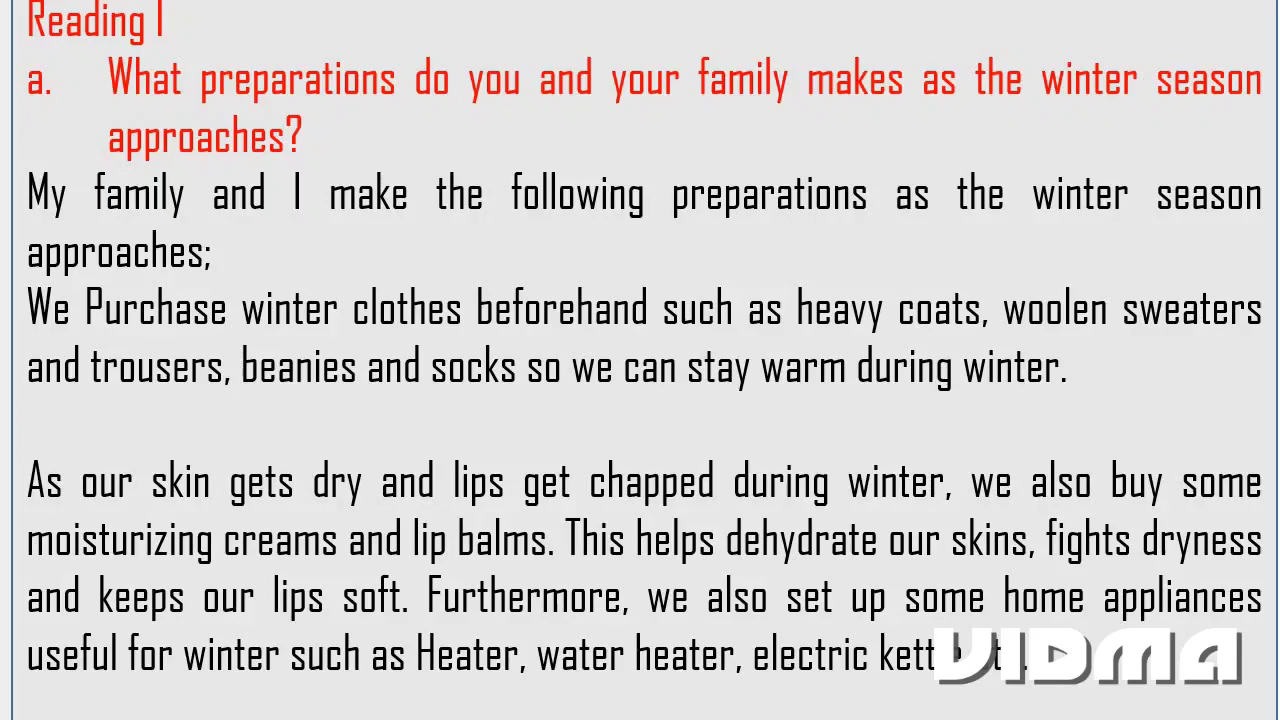 Reading I
a. What preparations do you and your family makes as the winter season
approaches?
My family and I make the following preparations as the winter season
approaches;
We Purchase winter clothes beforehand such as heavy coats, woolen sweaters
and trousers, beanies and socks so we can stay warm during winter.
As our skin gets dry and lips get chapped during winter, we also buy some
moisturizing creams and lip balms. This helps dehydrate our skins, fights dryness
and keeps our lips soft. Furthermore, we also set up some home appliances
useful for winter such as Heater, water heater, electric
VIDMA